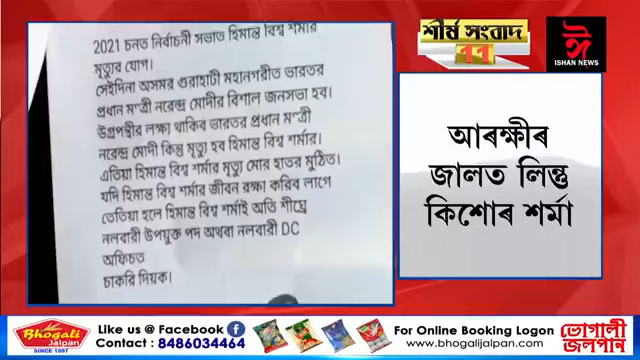 2021 চনত নিৰ্বাচনী সভাত হিমান্ত বিশ্ব শৰ্মাৰ
মৃত্যুৰ যোগ।
সেইদিনা অসমৰ গুৱাহাটী মহানগৰীত ভাৰতৰ
প্ৰধান মন্ত্ৰী নৰেন্দ্ৰ মোদীৰ বিশাল জনসভা হব।
উগ্ৰপন্থীৰ লক্ষ্য থাকিব ভাৰতৰ প্ৰধান মন্ত্ৰী
নৰেন্দ্ৰ মোদী কিন্তু মৃত্যু হব হিমান্ত বিশ্ব শৰ্মাৰ।
এতিয়া হিমান্ত বিশ্ব শৰ্মাৰ মৃত্যু মোৰ হাতৰ মুঠিত।
যদি হিমান্ত বিশ্ব শৰ্মাৰ জীৱন ৰক্ষা কৰিব লাগে
তেতিয়া হলে হিমান্ত বিশ্ব শৰ্মাই অতি শীঘ্ৰে
নলবাৰী উপযুক্ত পদ অথবা নলবাৰী DC
অফিচত
চাকৰি দিয়ক।
শীৰ্ষ সংবাদ
11
ঈ
ISHAN NEWS
আৰক্ষীৰ
জালত লিন্তু
কিশোৰ শৰ্মা
Bhogali
Jalpan
SINCE 1997
Like us @ Facebook
Contact : 8486034464
For Online Booking Logon
www.bhogalijalpan.com
ভোগালী
জলপান